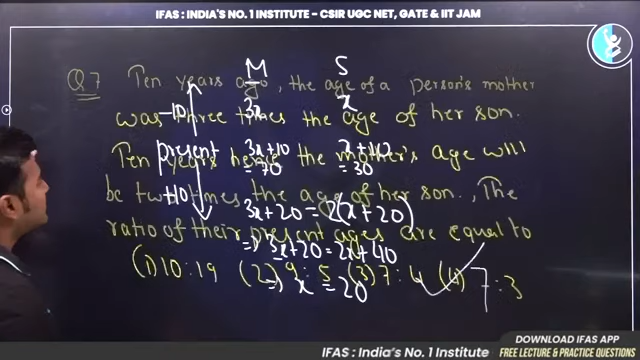 IFAS: INDIA'S NO. 1 INSTITUTE - CSIR UGC NET, GATE & IIT JAM
M S
Q7 Ten years ago, the age of a person's mother
-10 3x x
was three times the age of her son.
present 3x+10 x+10
Ten years hence the mother's age will
= 70 = 30
be two times the age of her son., The
+10 3x+20 = 2(x+20)
ratio of their present ages are equal to
=> 3x+20 = 2x+40
(1) 10:19 (2) 9:5 (3) 7:4 (4) 7:3
=> x = 20
DOWNLOAD IFAS APP
IFAS : India's No. 1 Institute FREE LECTURE & PRACTICE QUESTIONS